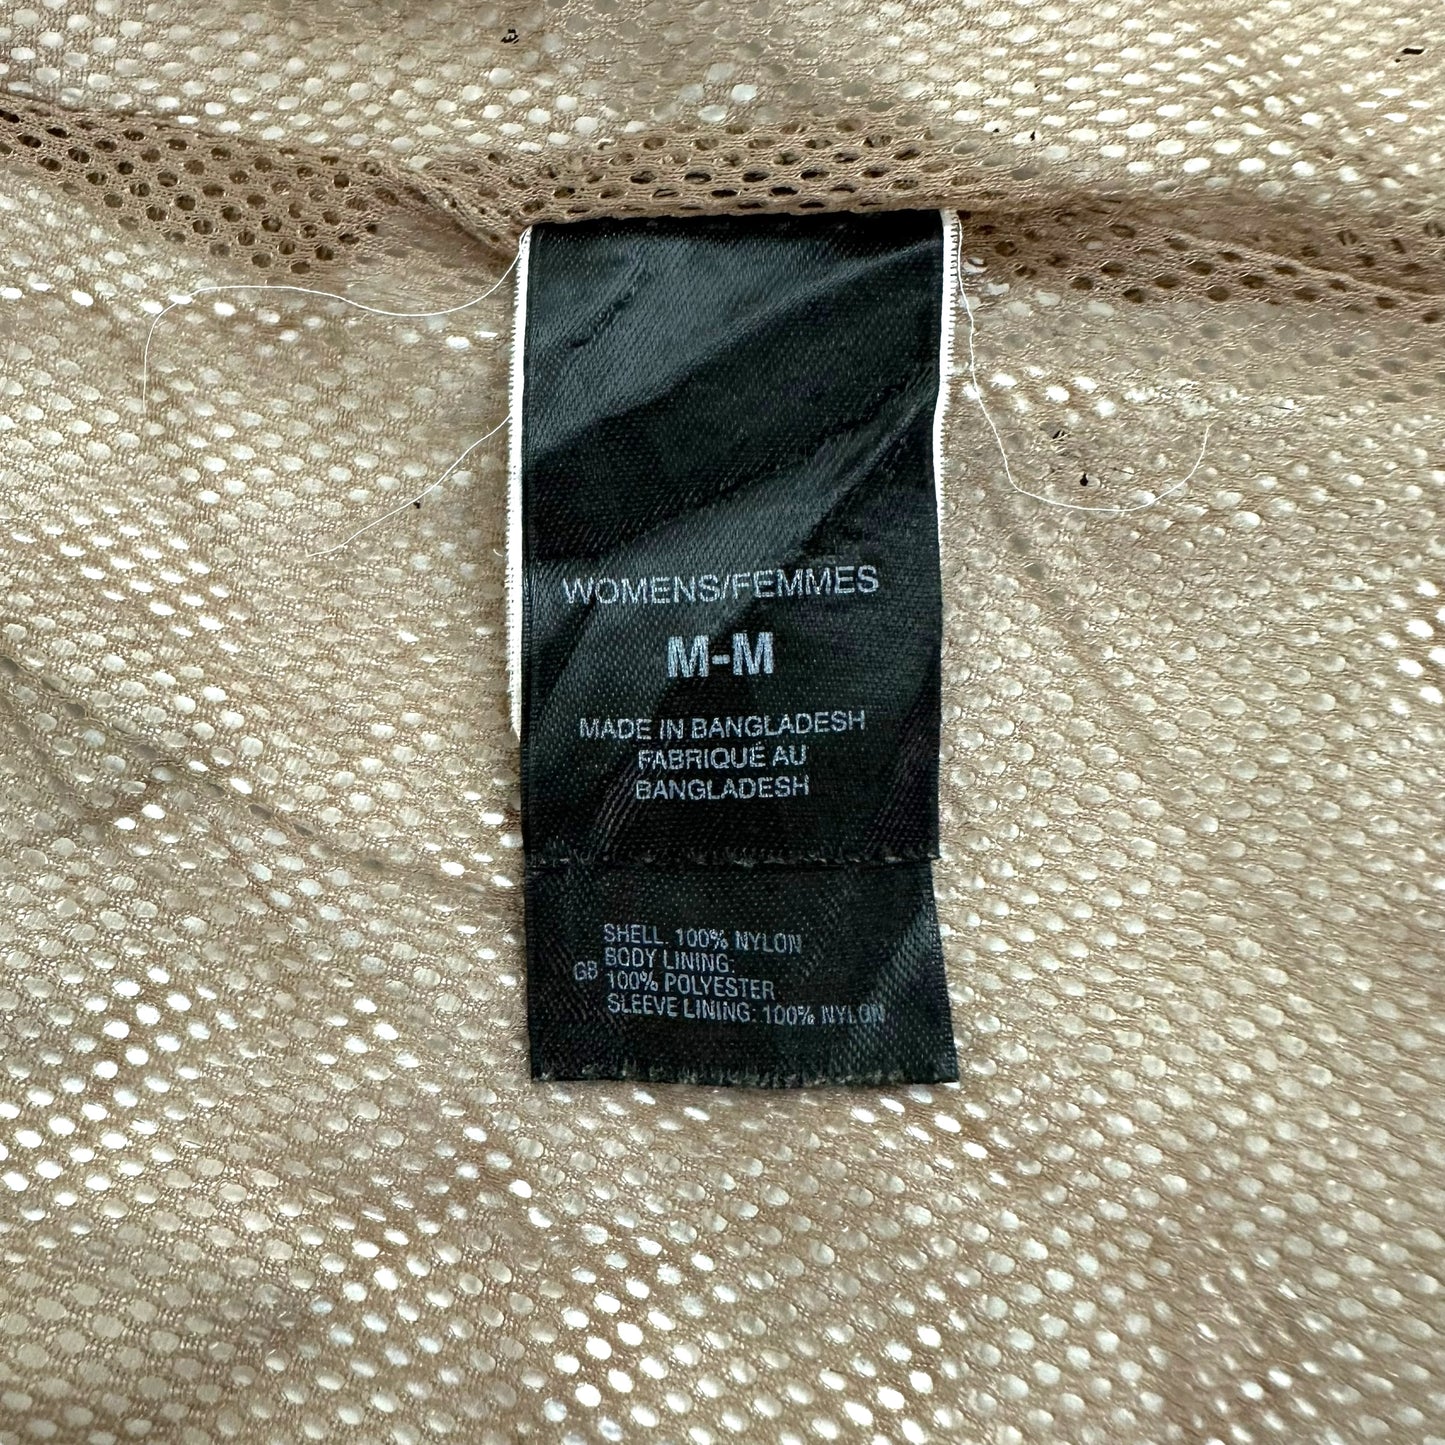 WOMENS/FEMMES
M-M
MADE IN BANGLADESH
FABRIQUÉ AU
BANGLADESH
SHELL: 100% NYLON
BODY LINING:
GB 100% POLYESTER
SLEEVE LINING: 100% NYLON